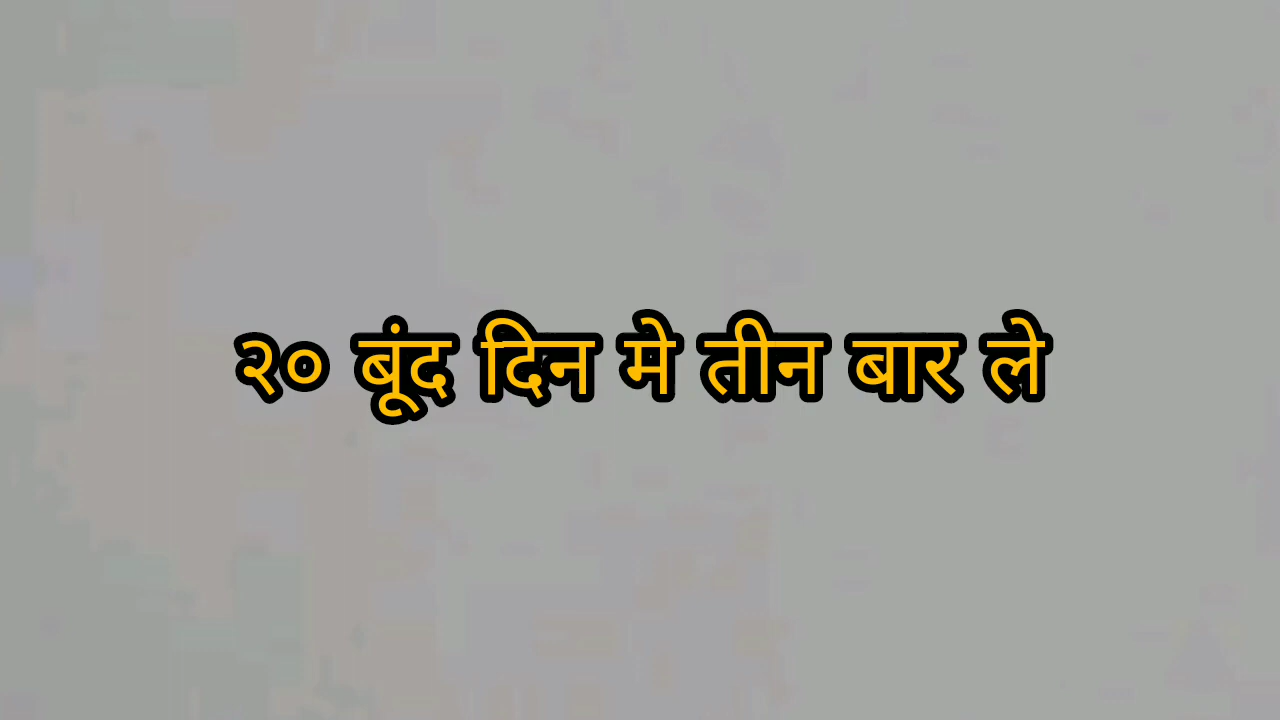 २० बूंद दिन मे तीन बार ले